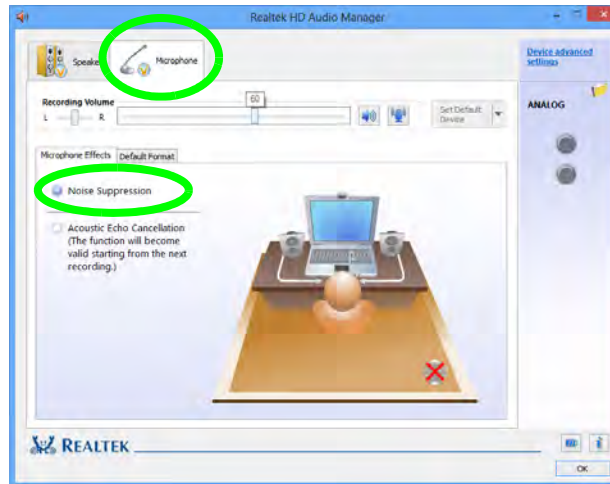 Realtek HD Audio Manager
Speaker
Microphone
Device advanced
settings
Recording Volume
L
R
60
Set Default
Device
ANALOG
Microphone Effects
Default Format
Noise Suppression
Acoustic Echo Cancellation
(The function will become
valid starting from the next
recording.)
REALTEK
OK